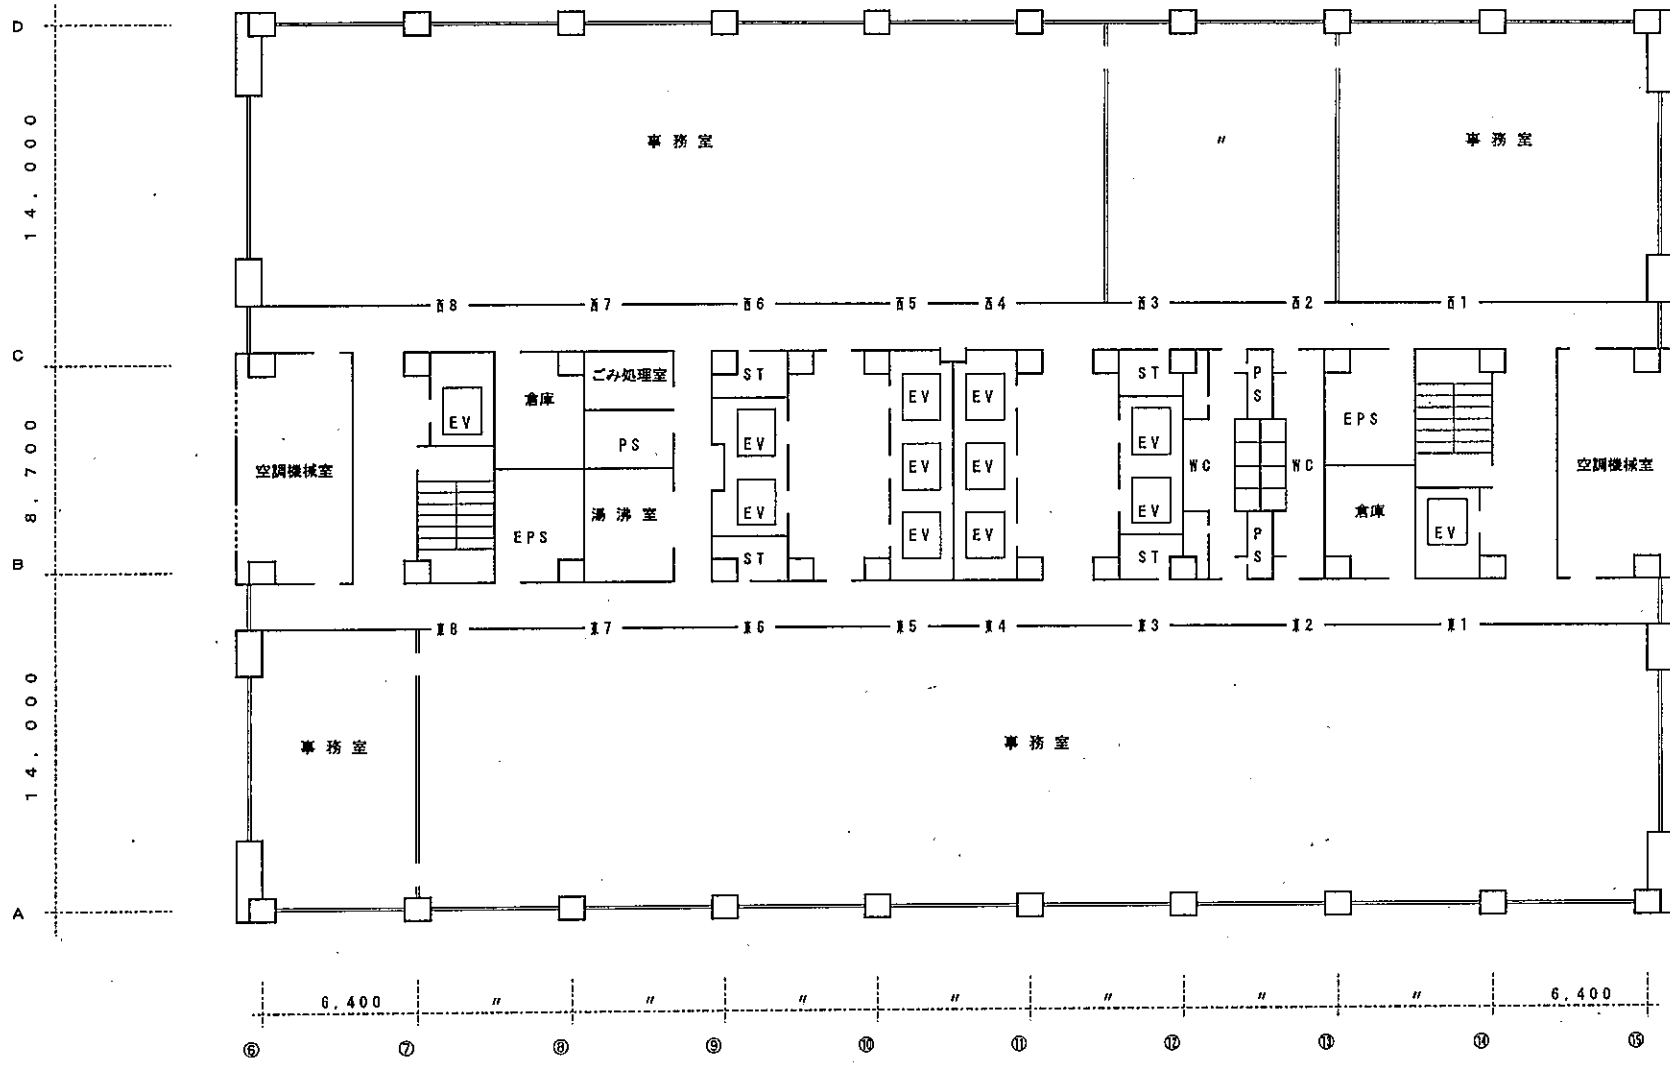 D
事務室
〃
事務室
14,000
西8
西7
西6
西5
西4
西3
西2
西1
C
ごみ処理室
ST
ST
PS
倉庫
EV
EV
EV
EPS
EV
PS
EV
EV
8,700
空調機械室
EV
EV
WC
WC
空調機械室
湯沸室
EV
EV
倉庫
EPS
EV
EV
PS
EV
B
ST
ST
東8
東7
東6
東5
東4
東3
東2
東1
14,000
事務室
事務室
A
6,400
〃
〃
〃
〃
〃
〃
〃
6,400
⑥
⑦
⑧
⑨
⑩
⑪
⑫
⑬
⑭
⑮